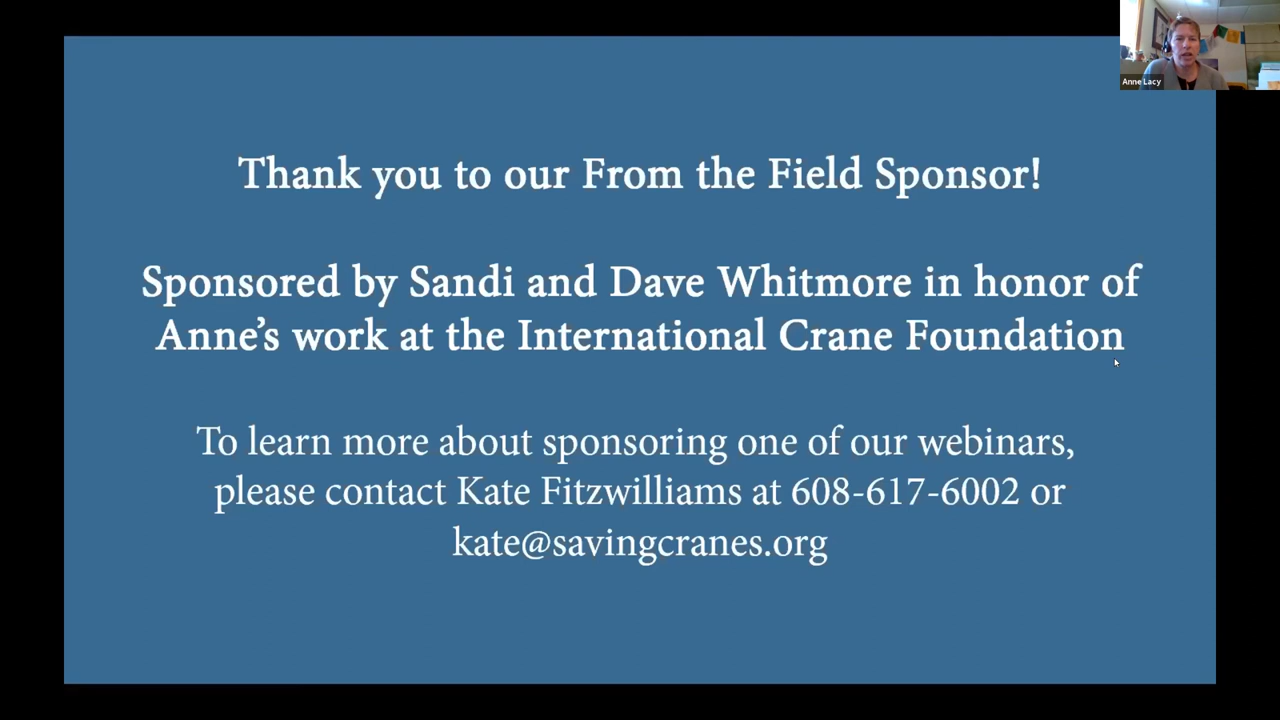 Anne Lacy
Thank you to our From the Field Sponsor!
Sponsored by Sandi and Dave Whitmore in honor of
Anne’s work at the International Crane Foundation
To learn more about sponsoring one of our webinars,
please contact Kate Fitzwilliams at 608-617-6002 or
kate@savingcranes.org